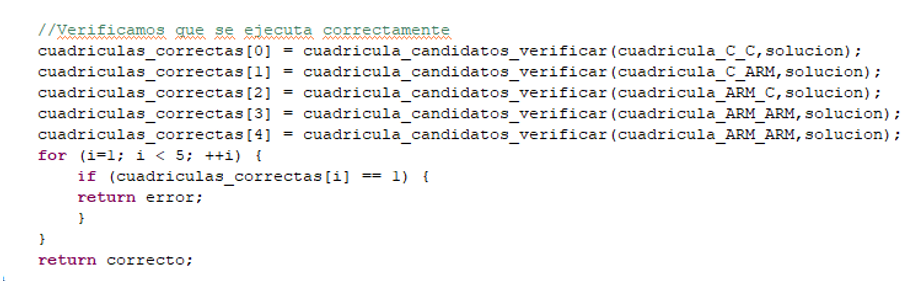 //Verificamos que se ejecuta correctamente
cuadriculas_correctas[0] = cuadricula_candidatos_verificar(cuadricula_C_C,solucion);
cuadriculas_correctas[1] = cuadricula_candidatos_verificar(cuadricula_C_ARM,solucion);
cuadriculas_correctas[2] = cuadricula_candidatos_verificar(cuadricula_ARM_C,solucion);
cuadriculas_correctas[3] = cuadricula_candidatos_verificar(cuadricula_ARM_ARM,solucion);
cuadriculas_correctas[4] = cuadricula_candidatos_verificar(cuadricula_ARM_ARM,solucion);
for (i=1; i < 5; ++i) {
    if (cuadriculas_correctas[i] == 1) {
    return error;
    }
}
return correcto;